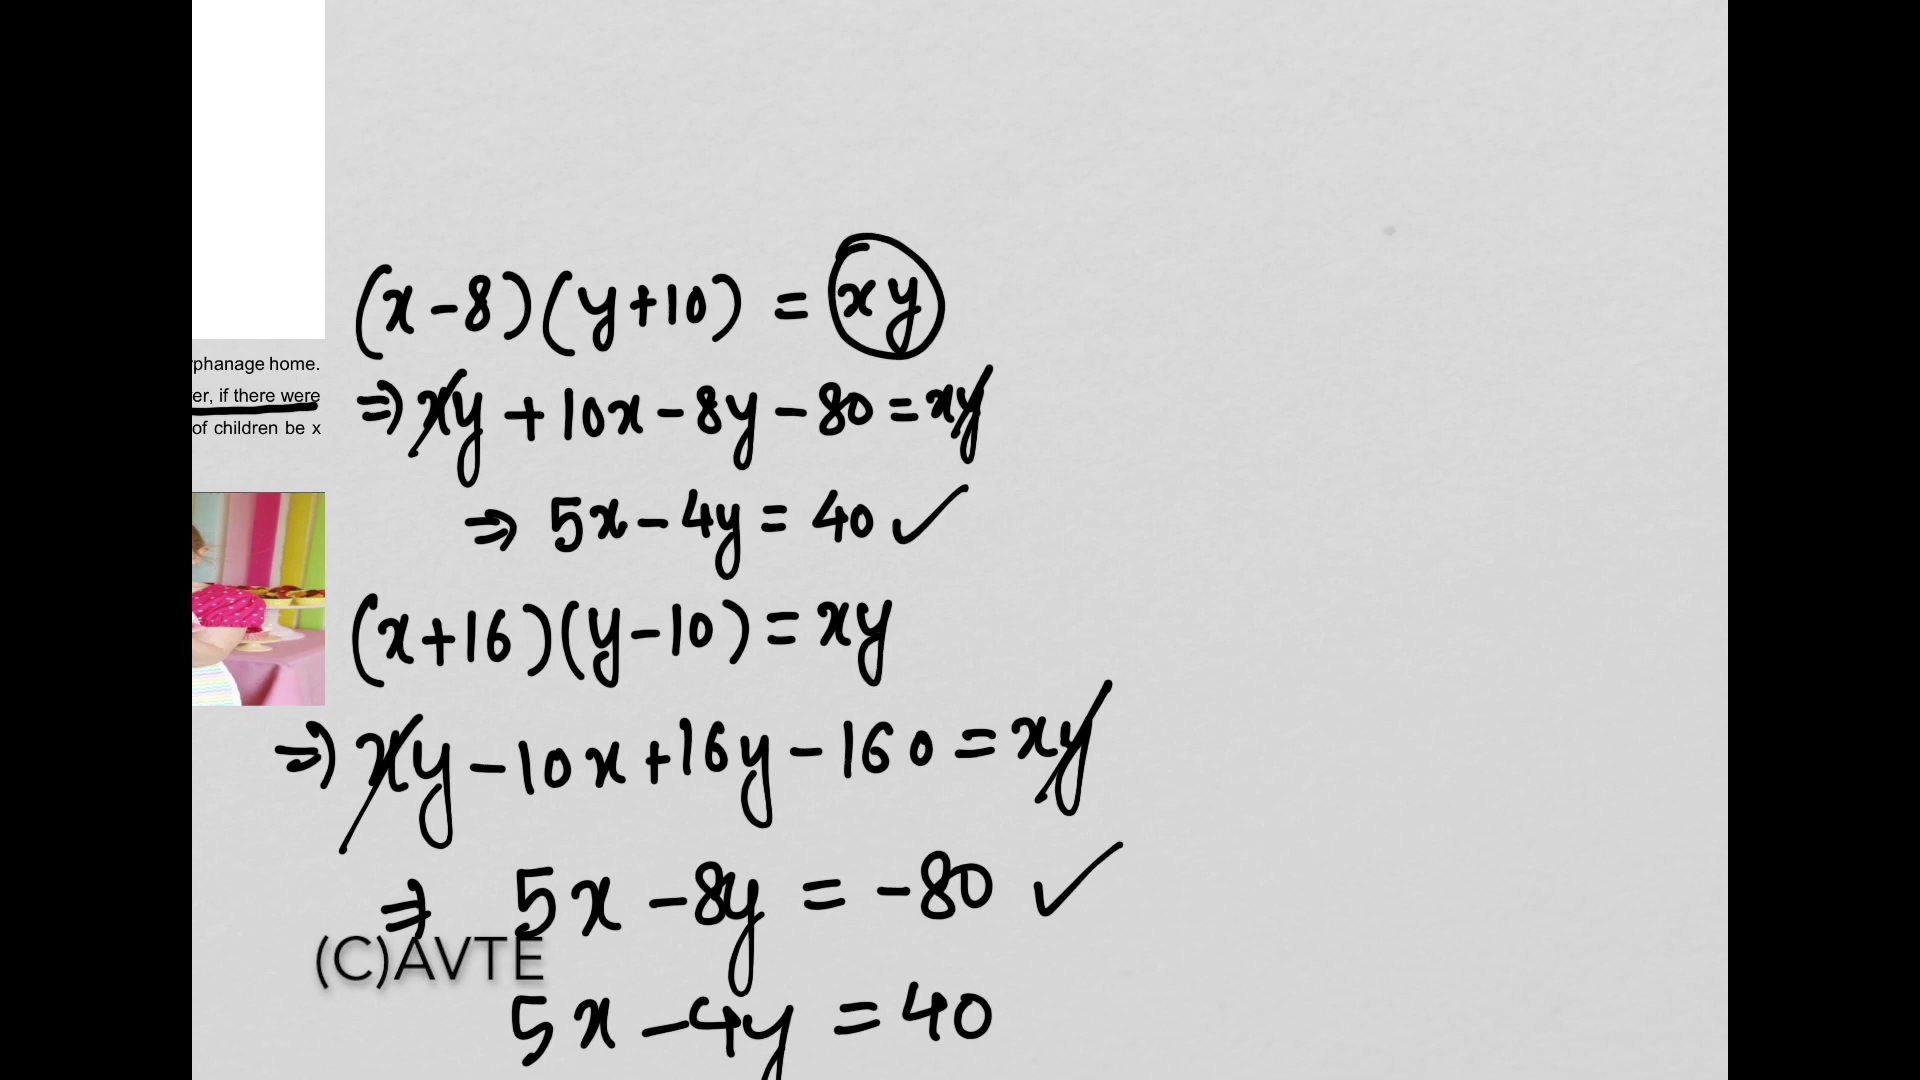 (x-8)(y+10) = xy
rphanage home.
er, if there were
of children be x
⇒ xy + 10x - 8y - 80 = xy
⇒ 5x - 4y = 40 ✓
(x+16)(y-10) = xy
⇒ xy - 10x + 16y - 160 = xy
⇒ 5x - 8y = -80 ✓
(C)AVTE
5x - 4y = 40